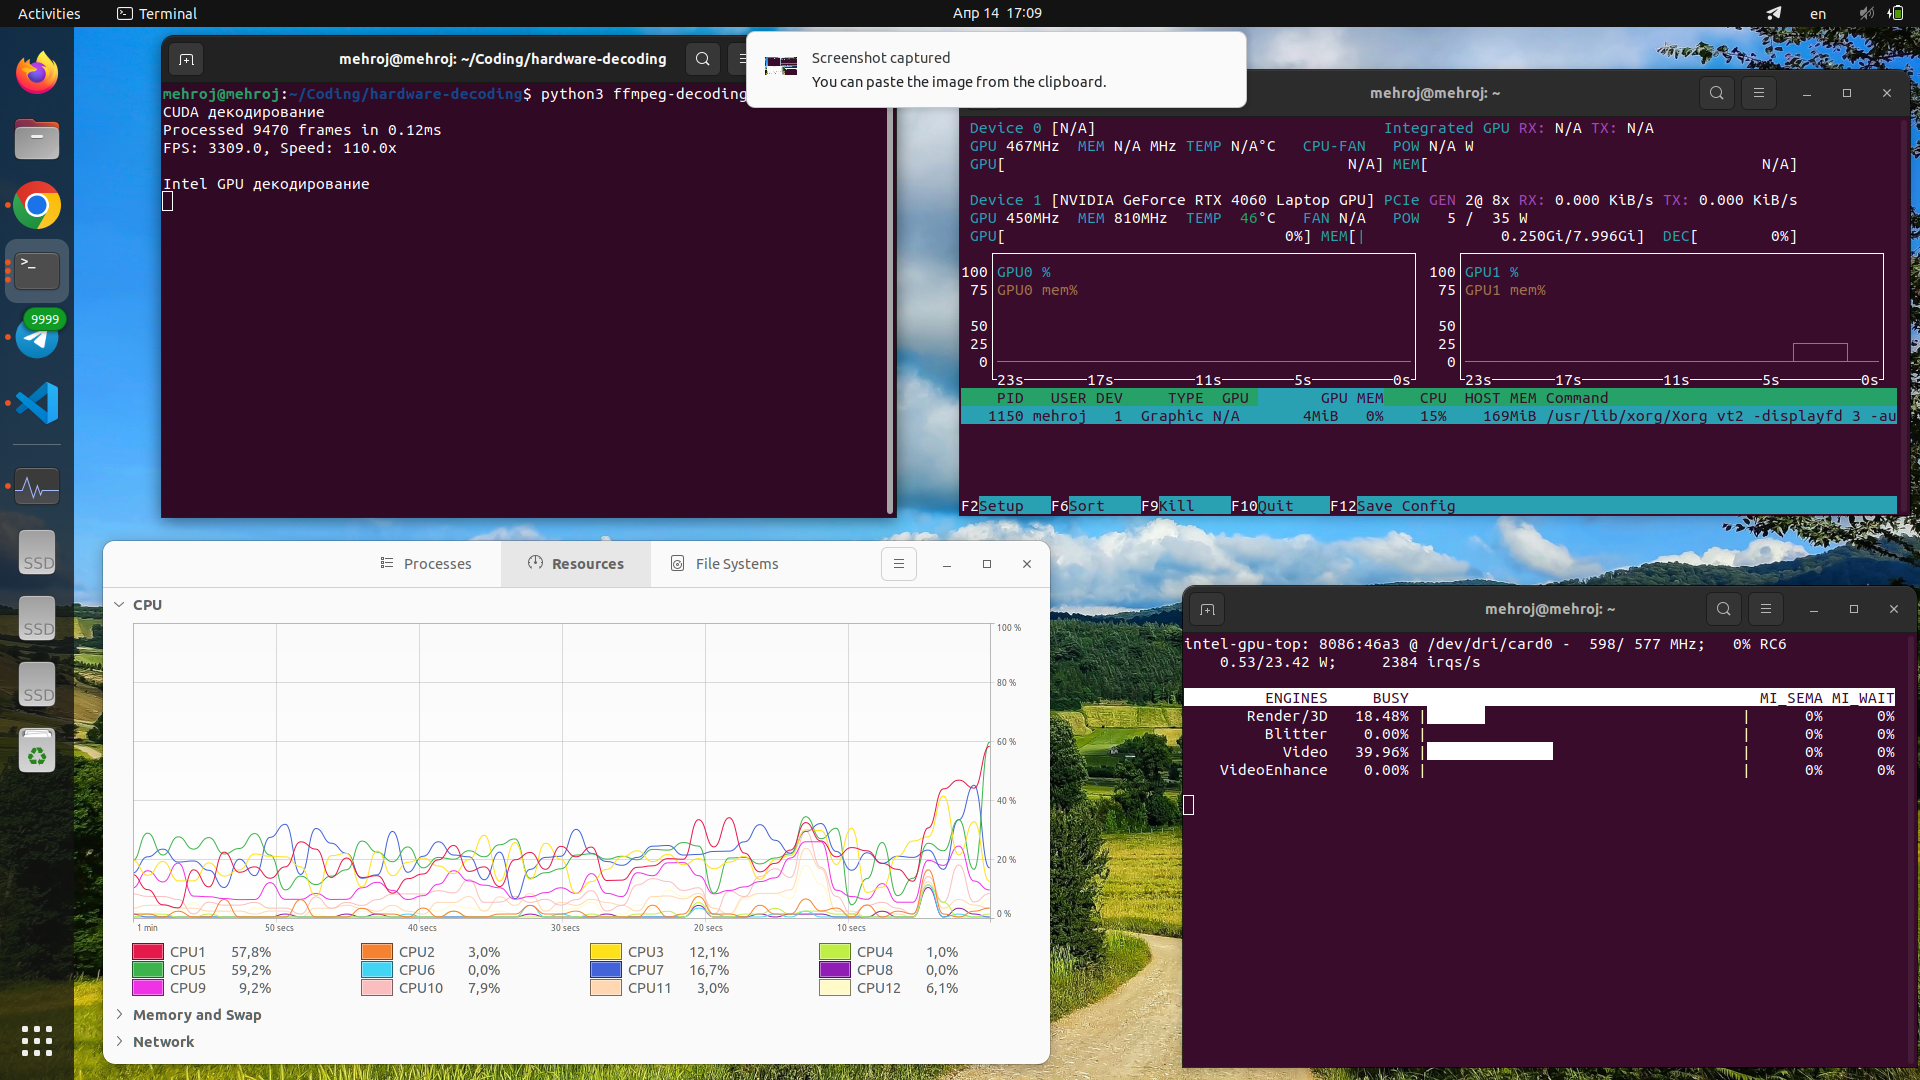 Activities
Terminal
Апр 14 17:09
en
Screenshot captured
You can paste the image from the clipboard.
mehroj@mehroj: ~/Coding/hardware-decoding
mehroj@mehroj:~/Coding/hardware-decoding$ python3 ffmpeg-decoding
CUDA декодирование
Processed 9470 frames in 0.12ms
FPS: 3309.0, Speed: 110.0x
Intel GPU декодирование
mehroj@mehroj: ~
Device 0 [N/A] Integrated GPU RX: N/A TX: N/A
GPU 467MHz MEM N/A MHz TEMP N/A°C CPU-FAN POW N/A W
GPU[ N/A] MEM[ N/A]
Device 1 [NVIDIA GeForce RTX 4060 Laptop GPU] PCIe GEN 2@ 8x RX: 0.000 KiB/s TX: 0.000 KiB/s
GPU 450MHz MEM 810MHz TEMP 46°C FAN N/A POW 5 / 35 W
GPU[ 0%] MEM[| 0.250Gi/7.996Gi] DEC[ 0%]
100 GPU0 % 100 GPU1 %
75 GPU0 mem% 75 GPU1 mem%
50 50
25 25
0 0
23s 17s 11s 5s 0s 23s 17s 11s 5s 0s
PID USER DEV TYPE GPU GPU MEM CPU HOST MEM Command
1150 mehroj 1 Graphic N/A 4MiB 0% 15% 169MiB /usr/lib/xorg/Xorg vt2 -displayfd 3 -au
F2Setup F6Sort F9Kill F10Quit F12Save Config
9999
SSD
SSD
SSD
Processes
Resources
File Systems
CPU
100 %
80 %
60 %
40 %
20 %
0 %
1 min 50 secs 40 secs 30 secs 20 secs 10 secs
CPU1 57,8% CPU2 3,0% CPU3 12,1% CPU4 1,0%
CPU5 59,2% CPU6 0,0% CPU7 16,7% CPU8 0,0%
CPU9 9,2% CPU10 7,9% CPU11 3,0% CPU12 6,1%
Memory and Swap
Network
mehroj@mehroj: ~
intel-gpu-top: 8086:46a3 @ /dev/dri/card0 - 598/ 577 MHz; 0% RC6
0.53/23.42 W; 2384 irqs/s
ENGINES BUSY MI_SEMA MI_WAIT
Render/3D 18.48% | | 0% 0%
Blitter 0.00% | | 0% 0%
Video 39.96% | | 0% 0%
VideoEnhance 0.00% | | 0% 0%